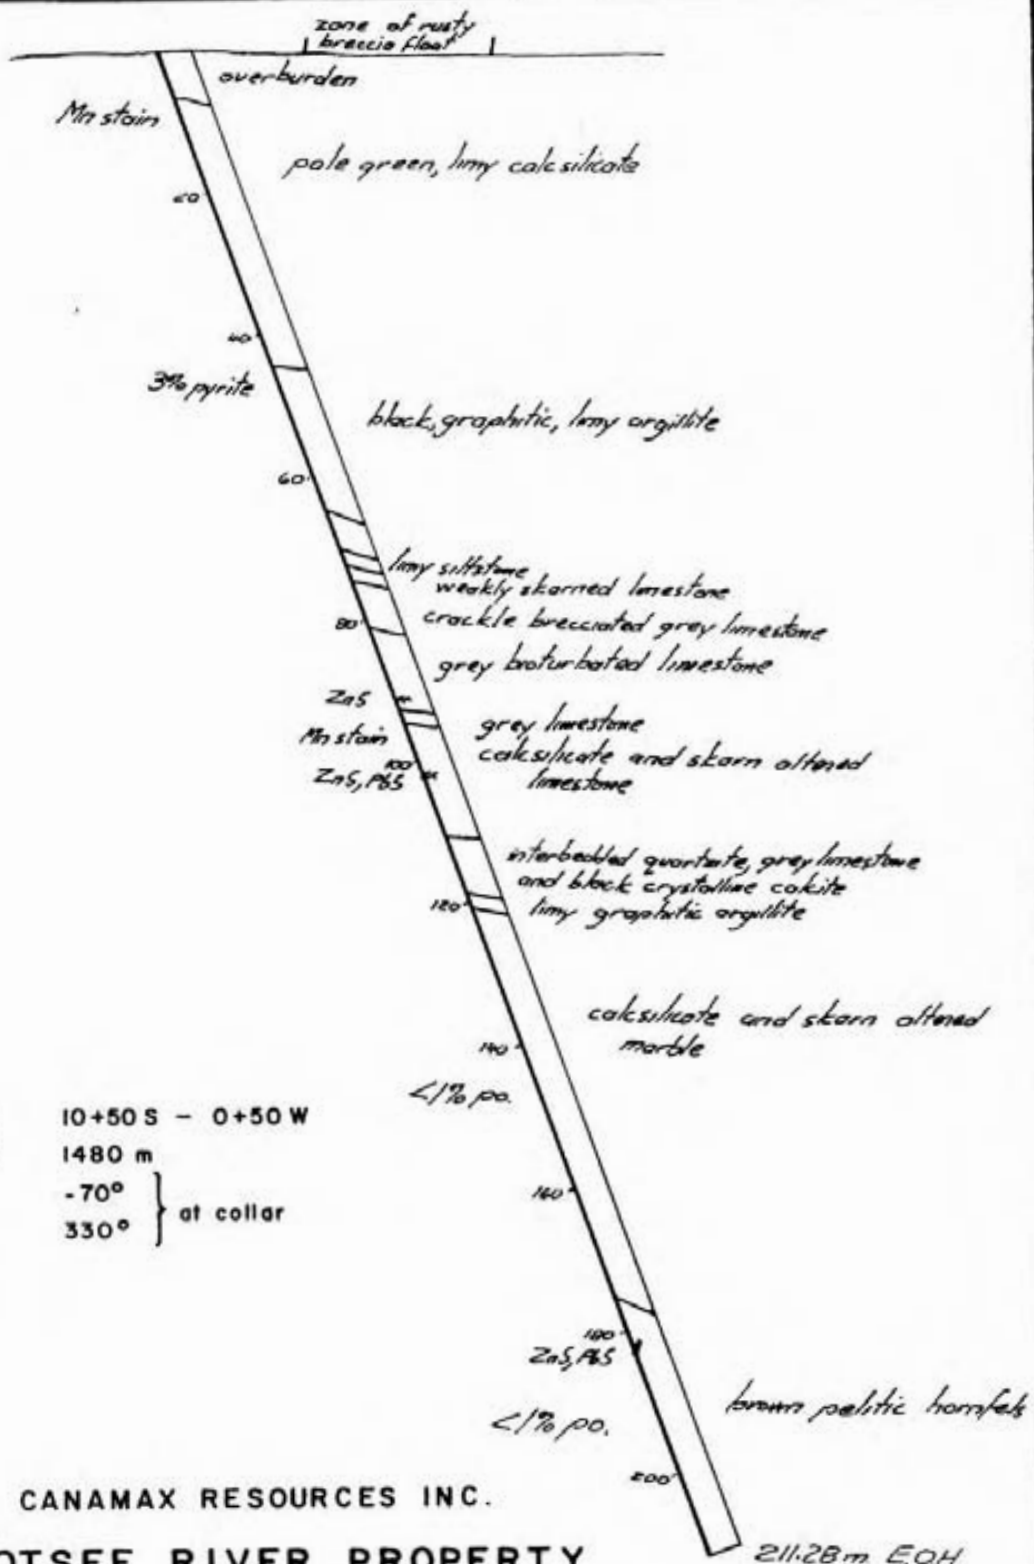 zone of rusty
breccia float
overburden
Mn stain
pale green, limy calcsilicate
20
40
3% pyrite
black, graphitic, limy argillite
60
limy siltstone
weakly skarned limestone
crackle brecciated grey limestone
80
grey bioturbated limestone
ZnS
grey limestone
Mn stain
calcsilicate and skarn altered
limestone
100
ZnS, PbS
interbedded quartzite, grey limestone
and black crystalline calcite
120
limy graphitic argillite
calcsilicate and skarn altered
marble
140
<1% po.
10+50 S - 0+50 W
1480 m
-70°
330°
at collar
160
180
ZnS, PbS
brown pelitic hornfels
<1% po.
200
CANAMAX RESOURCES INC.
OTSEE RIVER PROPERTY
211.28m EOH